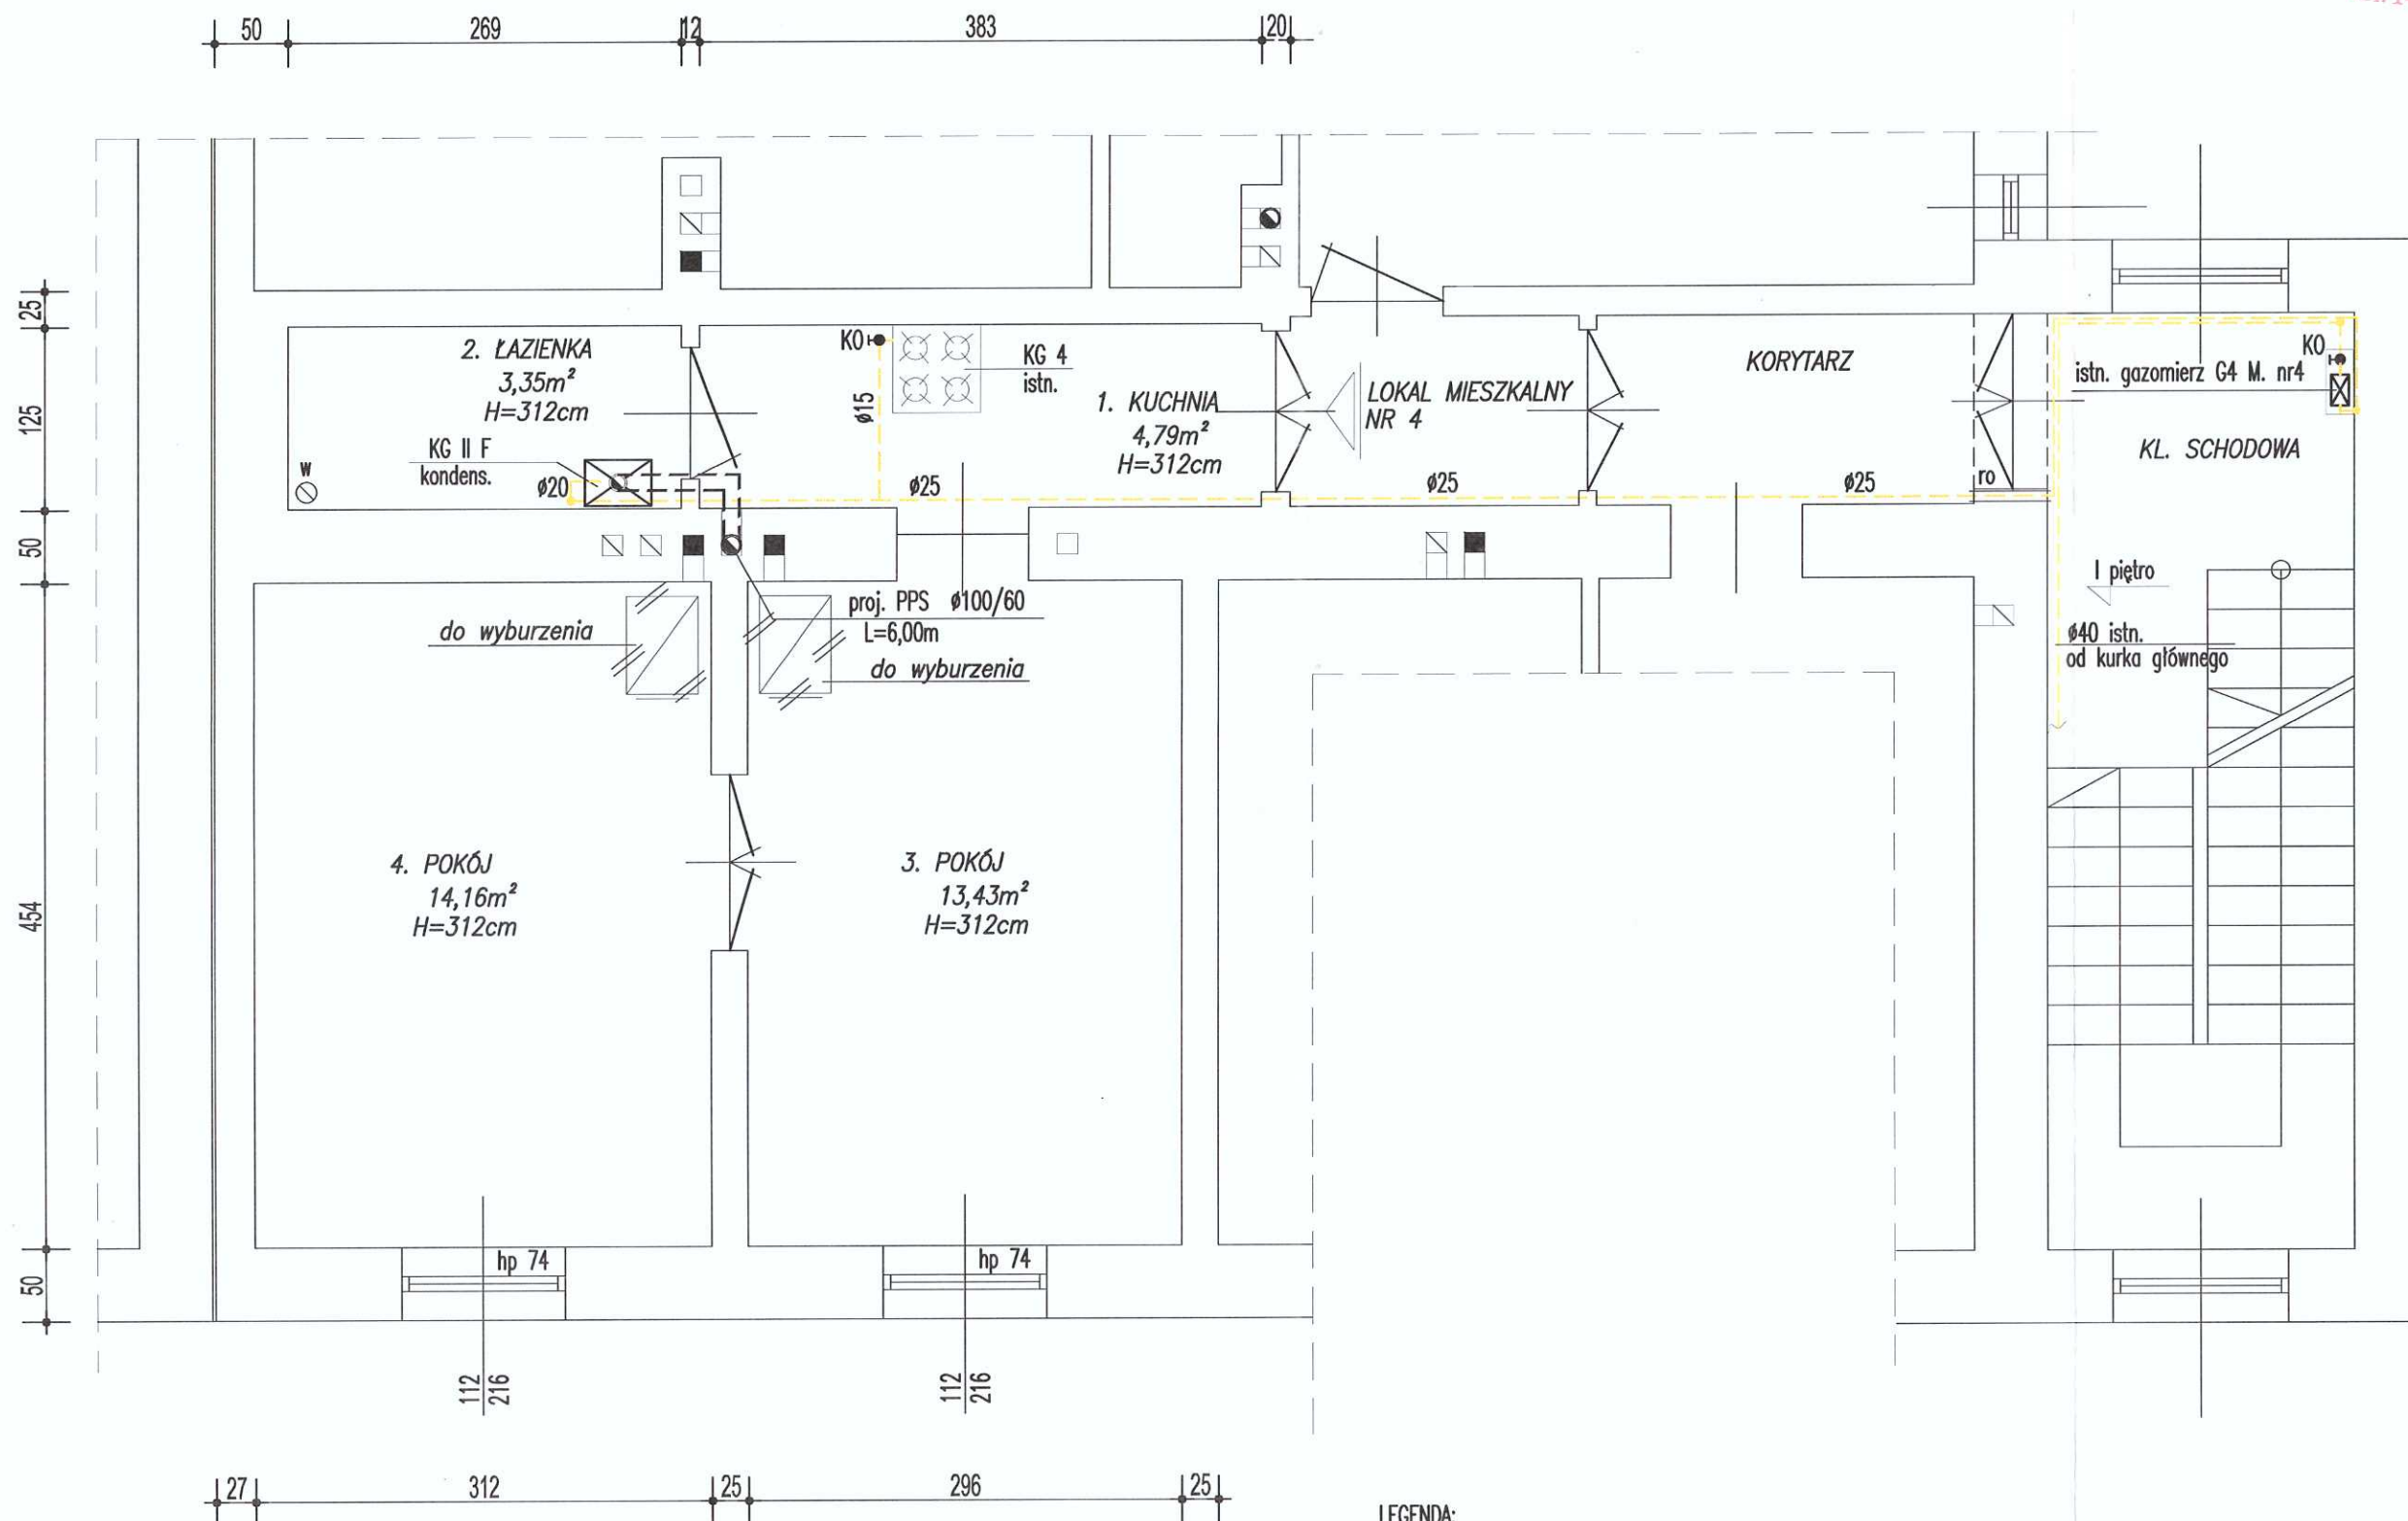 50 269 12 383 20
25
125
50
454
50
2. ŁAZIENKA
3,35m²
H=312cm
KG II F
kondens.
w
ø20
KO
ø15
KG 4
istn.
1. KUCHNIA
4,79m²
H=312cm
ø25
LOKAL MIESZKALNY
NR 4
ø25
KORYTARZ
ø25
ro
KO
istn. gazomierz G4 M. nr4
KL. SCHODOWA
I piętro
ø40 istn.
od kurka głównego
do wyburzenia
proj. PPS ø100/60
L=6,00m
do wyburzenia
4. POKÓJ
14,16m²
H=312cm
3. POKÓJ
13,43m²
H=312cm
hp 74
hp 74
112
216
112
216
27 312 25 296 25
LEGENDA: